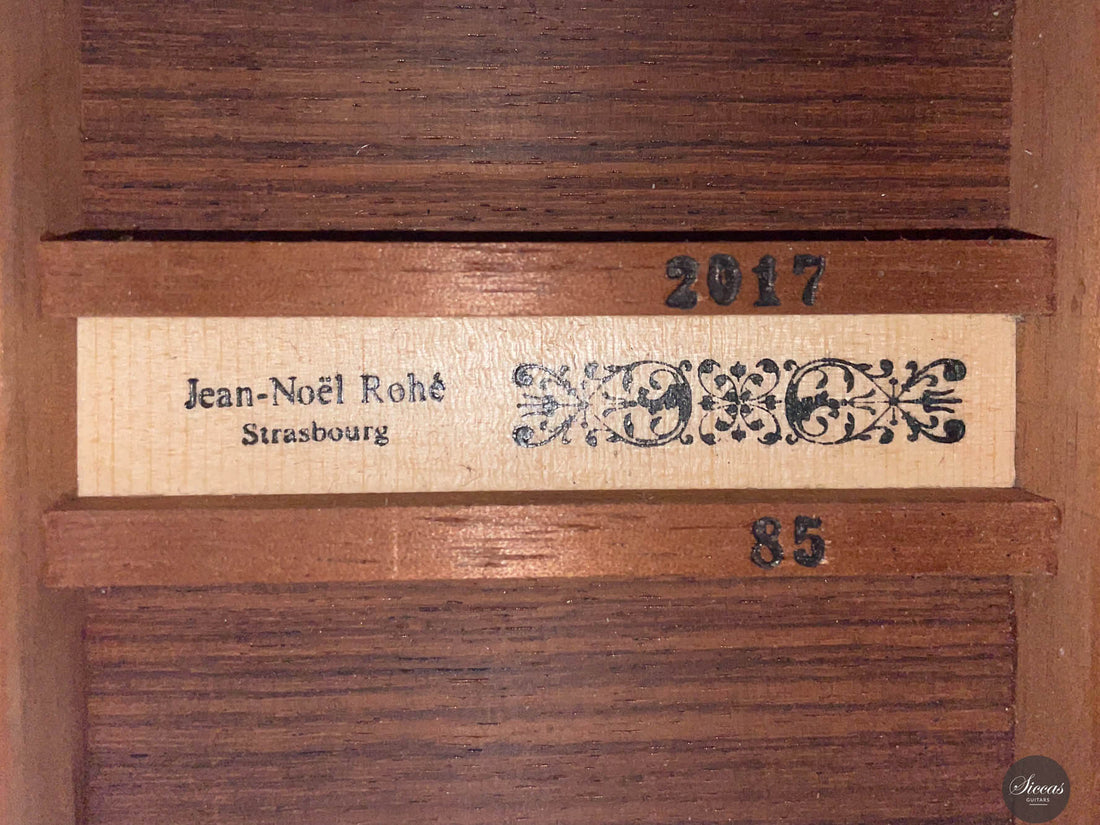 2017
Jean-Noël Rohé
Strasbourg
85
Siccas
GUITARS